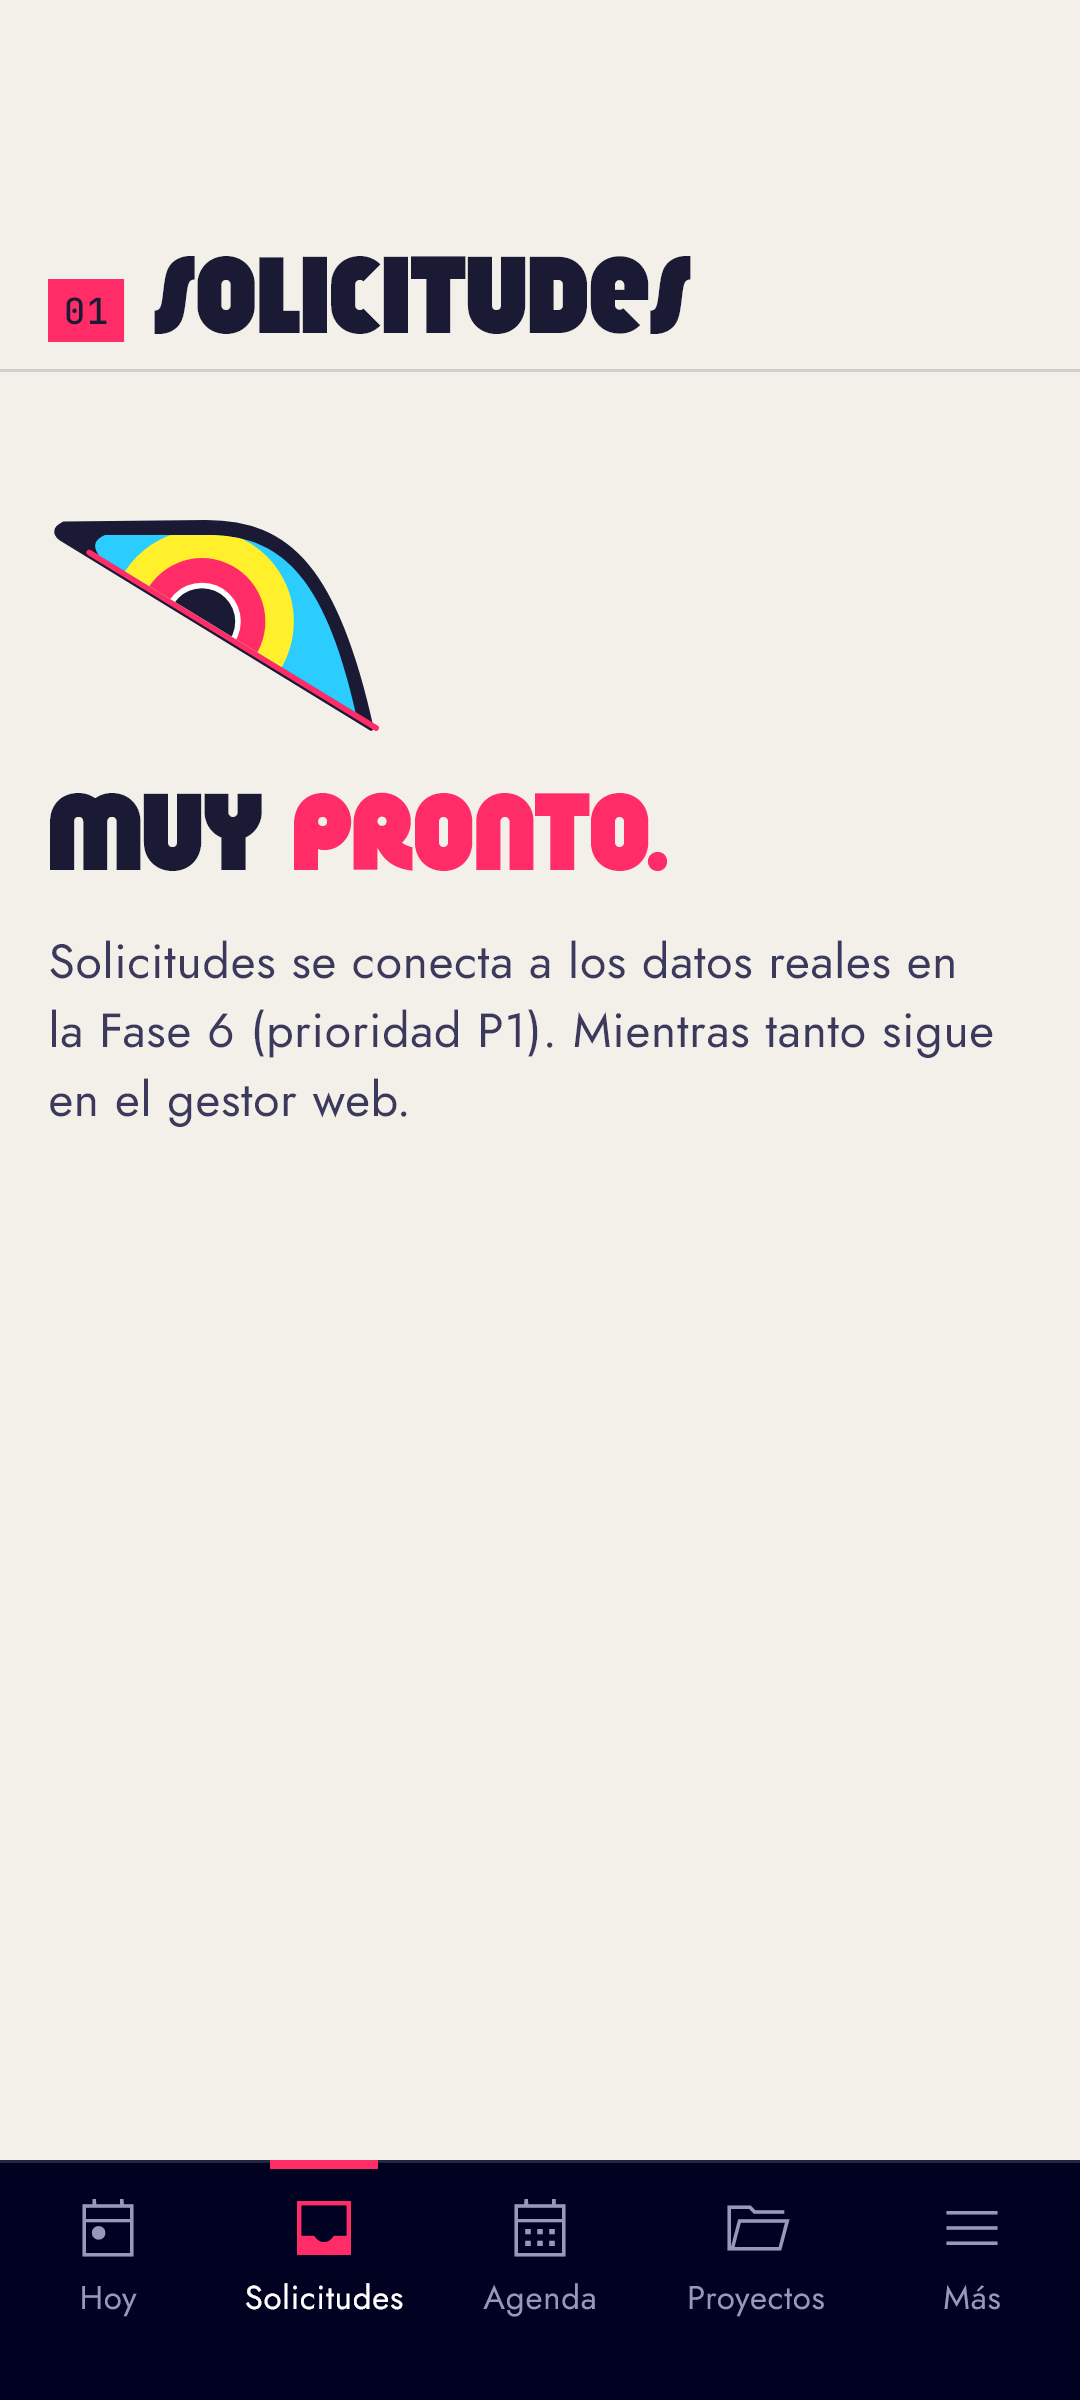 01 SOLICITUDES
MUY PRONTO.
Solicitudes se conecta a los datos reales en
la Fase 6 (prioridad P1). Mientras tanto sigue
en el gestor web.
Hoy Solicitudes Agenda Proyectos Más